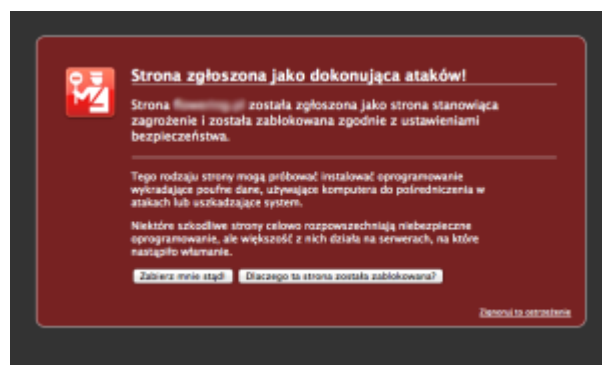 Strona zgłoszona jako dokonująca ataków!
Strona została zgłoszona jako strona stanowiąca
zagrożenie i została zablokowana zgodnie z ustawieniami
bezpieczeństwa.
Tego rodzaju strony mogą próbować instalować oprogramowanie
wykradające poufne dane, używające komputera do pośredniczenia w
atakach lub uszkadzające system.
Niektóre szkodliwe strony celowo rozpowszechniają niebezpieczne
oprogramowanie, ale większość z nich działa na serwerach, na które
nastąpiło włamanie.
Zabierz mnie stąd! Dlaczego ta strona została zablokowana?
Zignoruj to ostrzeżenie